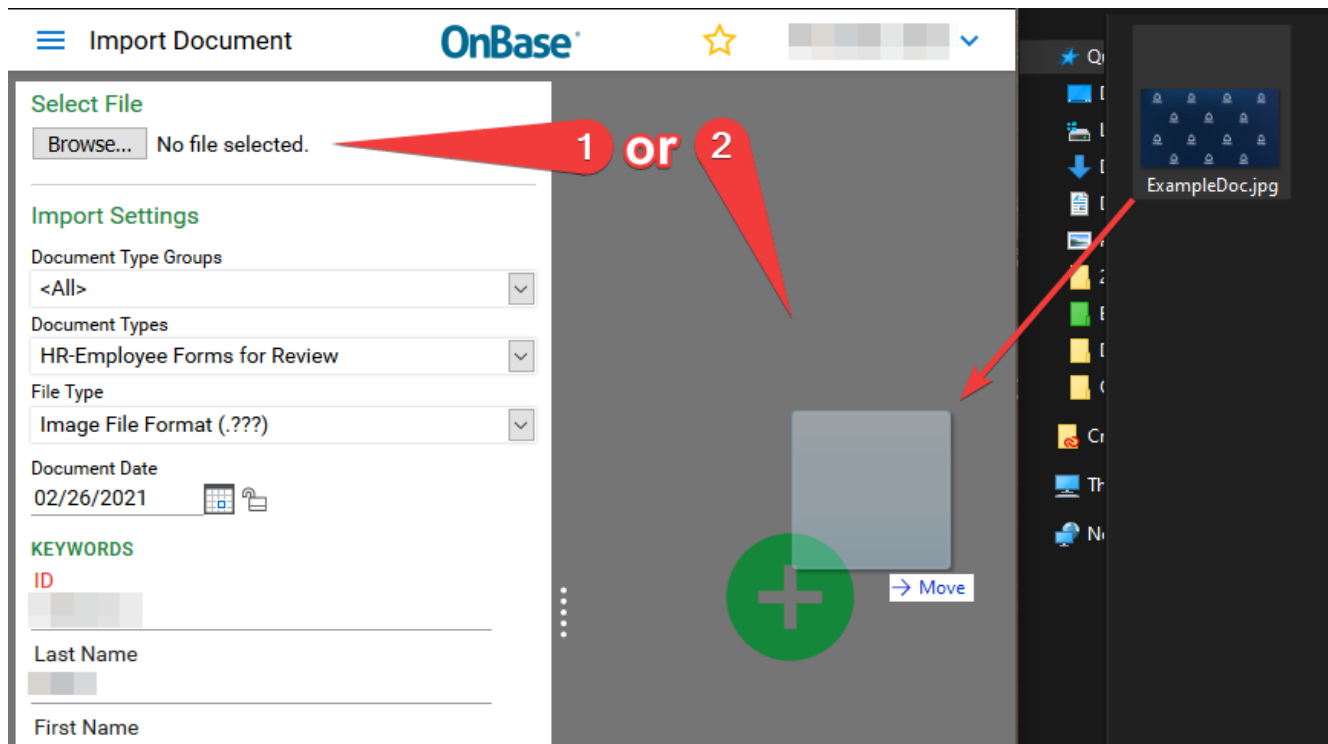 Import Document
OnBase
Select File
Browse... No file selected.
1 or 2
Import Settings
Document Type Groups
<All>
Document Types
HR-Employee Forms for Review
File Type
Image File Format (.???)
Document Date
02/26/2021
KEYWORDS
ID
Last Name
First Name
→ Move
ExampleDoc.jpg